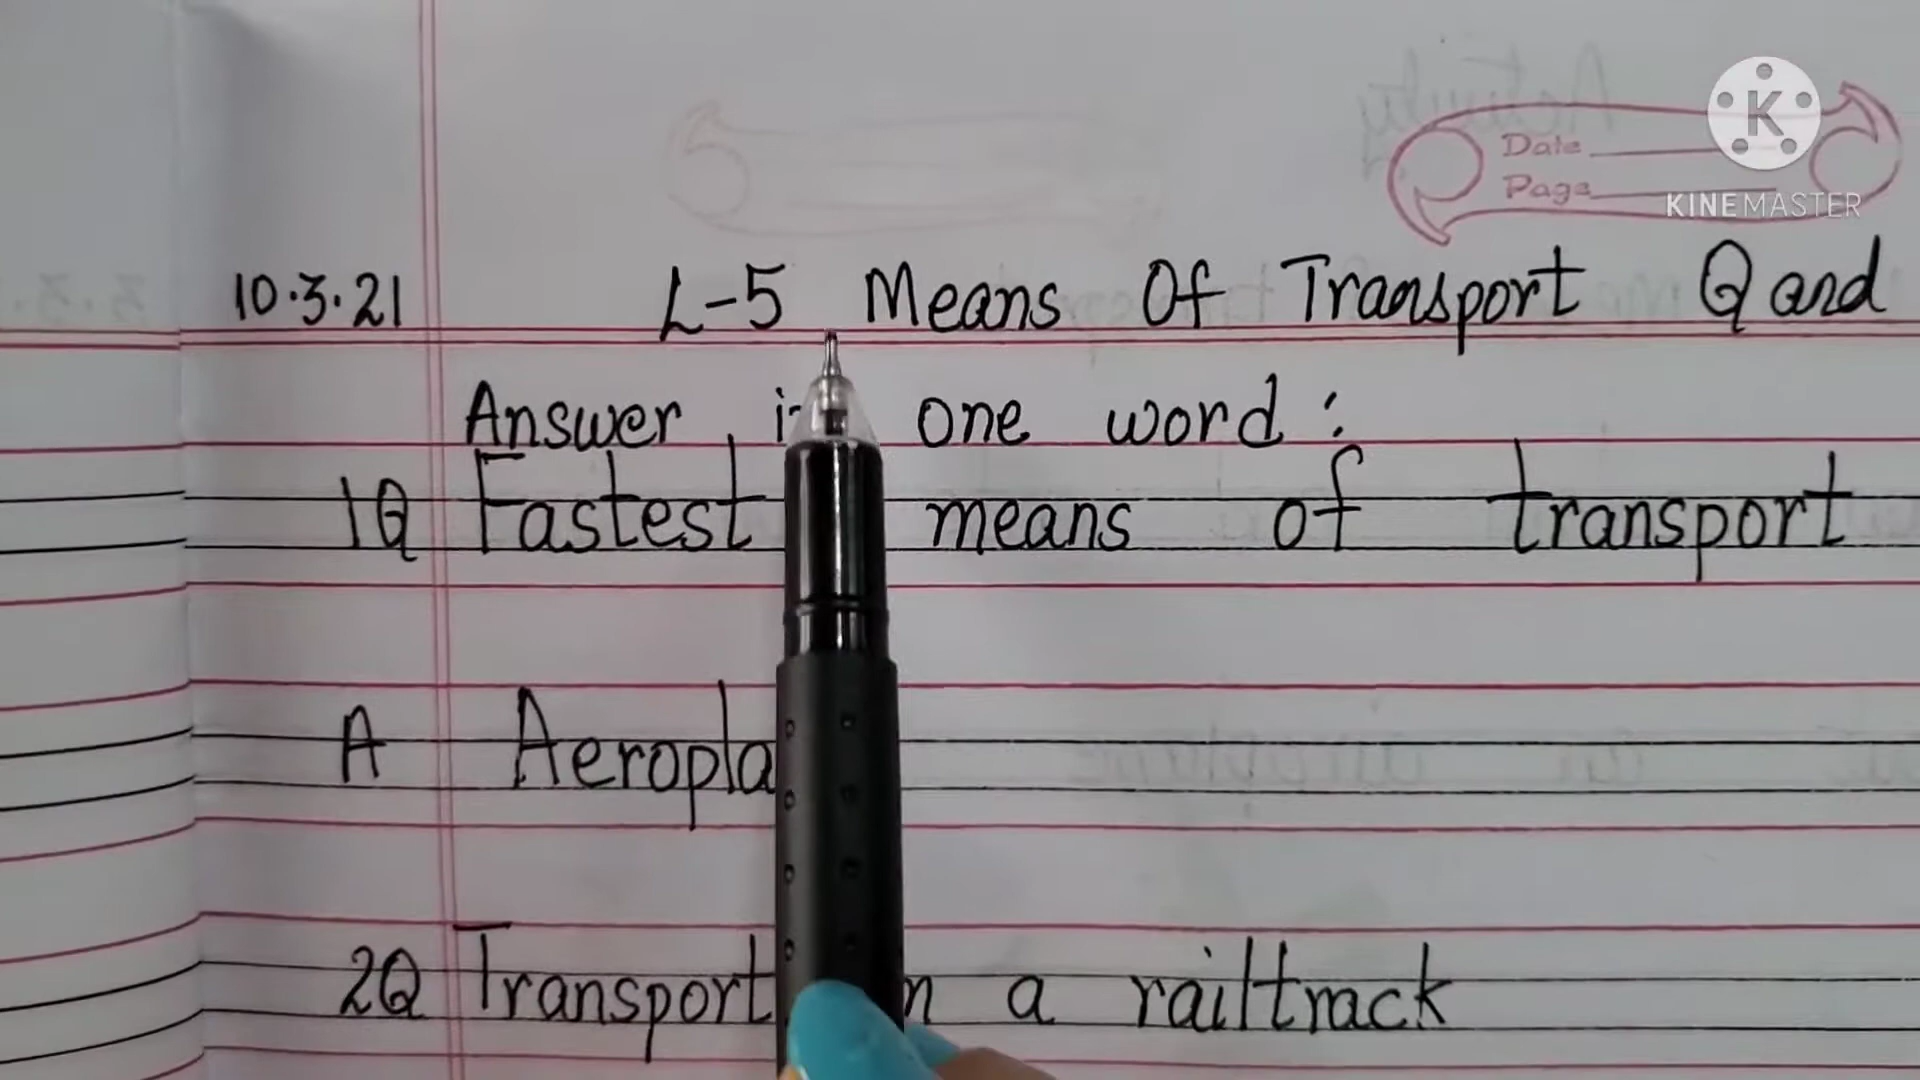 Date
Page
KINEMASTER
10.3.21 L-5 Means Of Transport Q and
Answer one word:
1Q Fastest means of transport
A Aeropla
2Q Transport a railtrack